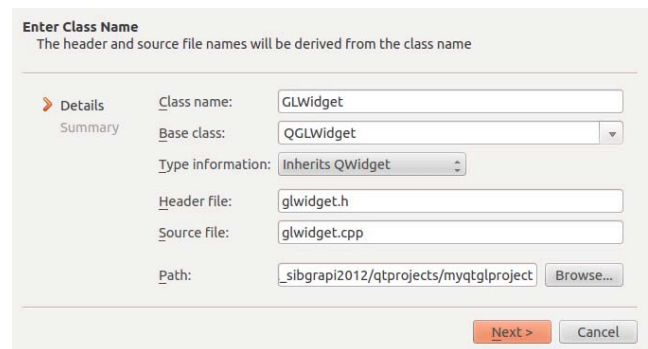 Enter Class Name
The header and source file names will be derived from the class name
Details
Summary
Class name: GLWidget
Base class: QGLWidget
Type information: Inherits QWidget
Header file: glwidget.h
Source file: glwidget.cpp
Path: _sibgrapi2012/qtprojects/myqtglproject Browse...
Next > Cancel